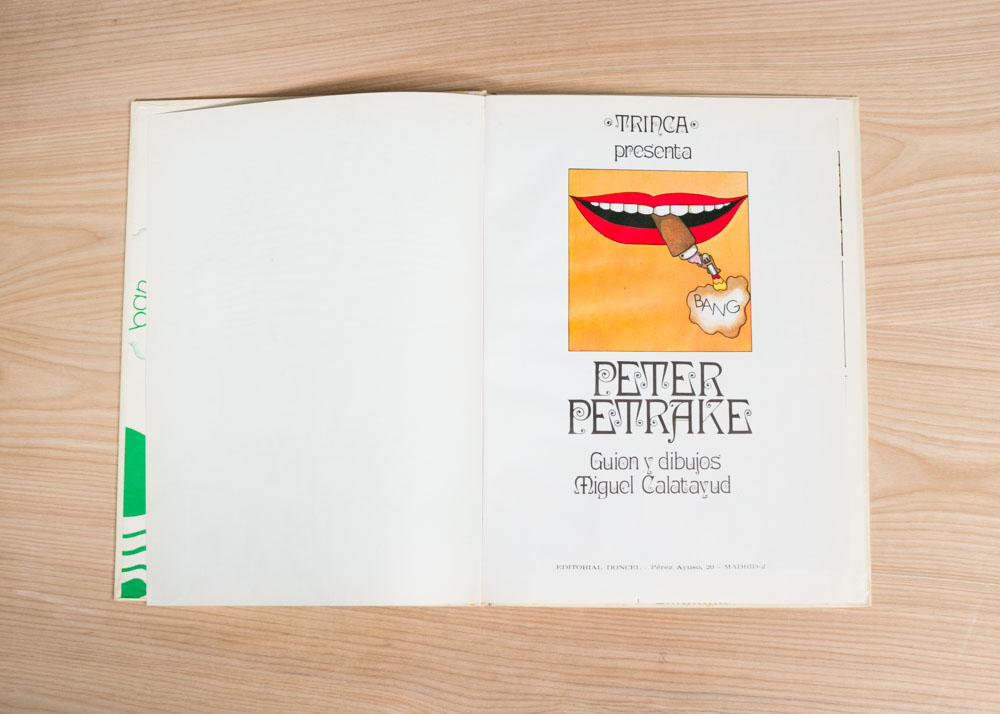 TRINCA
presenta
BANG
PETER
PETRAKE
Guion y dibujos
Miguel Calatayud
EDITORIAL DONCEL - Pérez Ayuso, 20 - MADRID-2